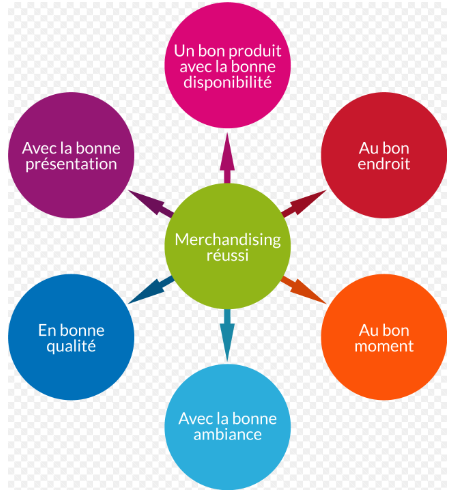 Un bon produit
avec la bonne
disponibilité
Avec la bonne
présentation
Au bon
endroit
Merchandising
réussi
En bonne
qualité
Au bon
moment
Avec la bonne
ambiance